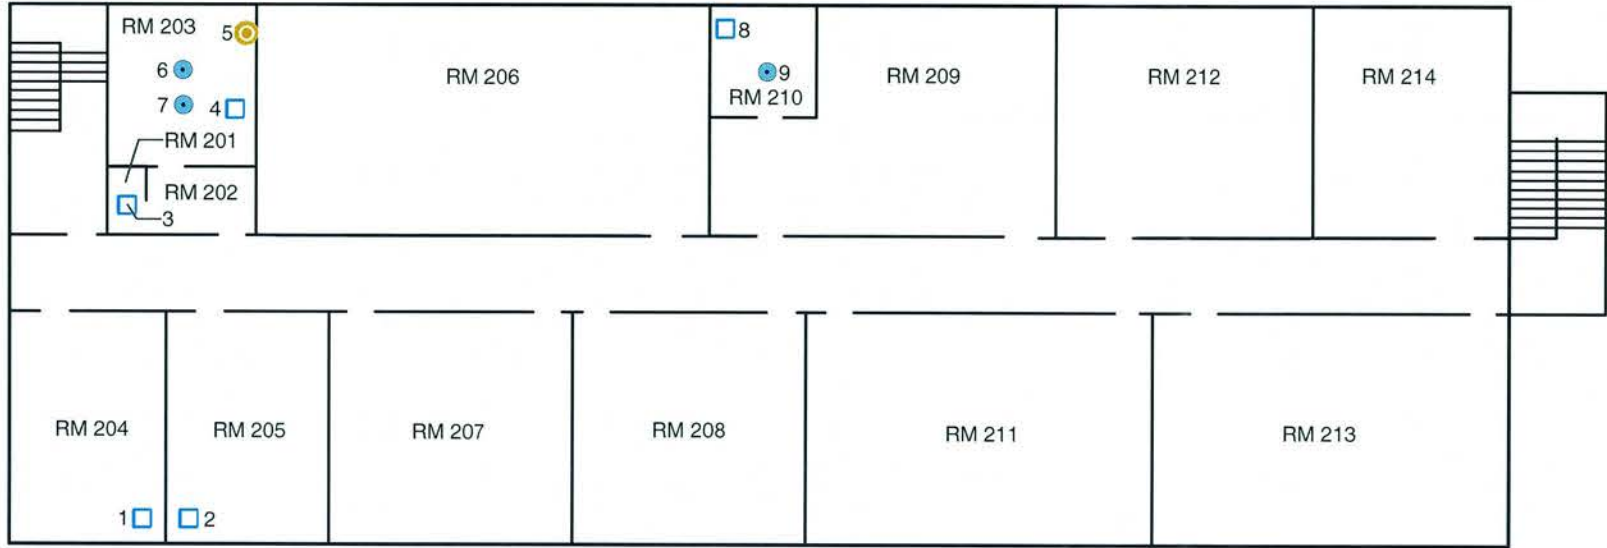 RM 203
5
8
6
9
RM 206
RM 209
RM 212
RM 214
RM 210
7
4
RM 201
RM 202
3
RM 204
RM 205
RM 207
RM 208
RM 211
RM 213
1
2